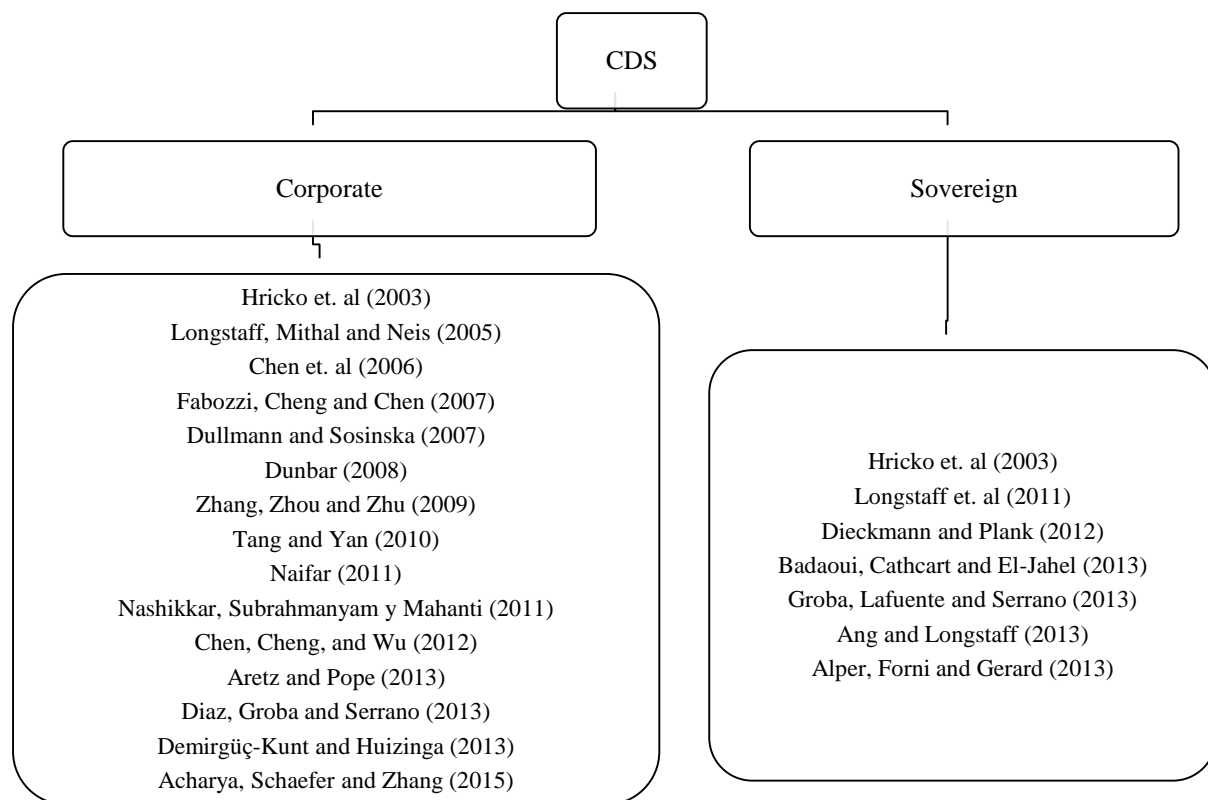 CDS
Corporate
Sovereign
Hricko et. al (2003)
Longstaff, Mithal and Neis (2005)
Chen et. al (2006)
Fabozzi, Cheng and Chen (2007)
Dullmann and Sosinska (2007)
Dunbar (2008)
Zhang, Zhou and Zhu (2009)
Tang and Yan (2010)
Naifar (2011)
Nashikkar, Subrahmanyam y Mahanti (2011)
Chen, Cheng, and Wu (2012)
Aretz and Pope (2013)
Diaz, Groba and Serrano (2013)
Demirgüç-Kunt and Huizinga (2013)
Acharya, Schaefer and Zhang (2015)
Hricko et. al (2003)
Longstaff et. al (2011)
Dieckmann and Plank (2012)
Badaoui, Cathcart and El-Jahel (2013)
Groba, Lafuente and Serrano (2013)
Ang and Longstaff (2013)
Alper, Forni and Gerard (2013)